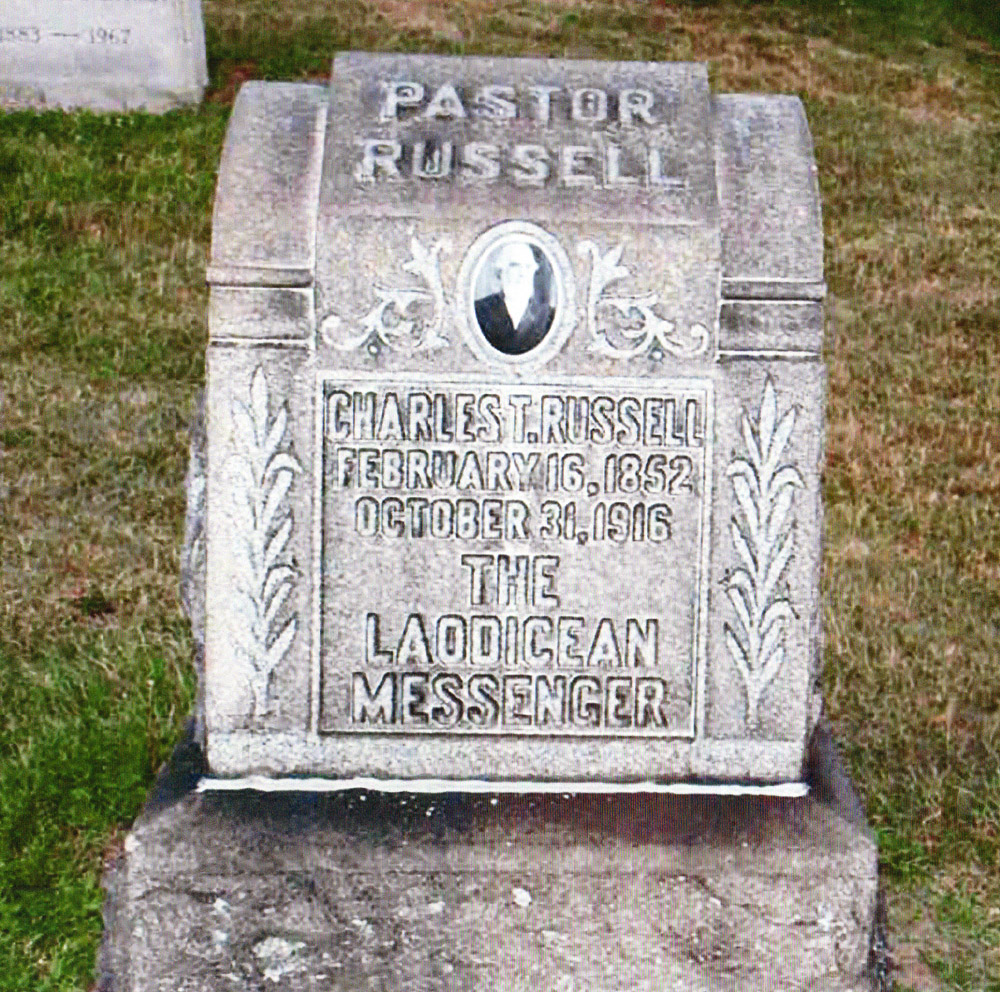 1883 — 1967
PASTOR
RUSSELL
CHARLES T. RUSSELL
FEBRUARY 16, 1852
OCTOBER 31, 1916
THE
LAODICEAN
MESSENGER